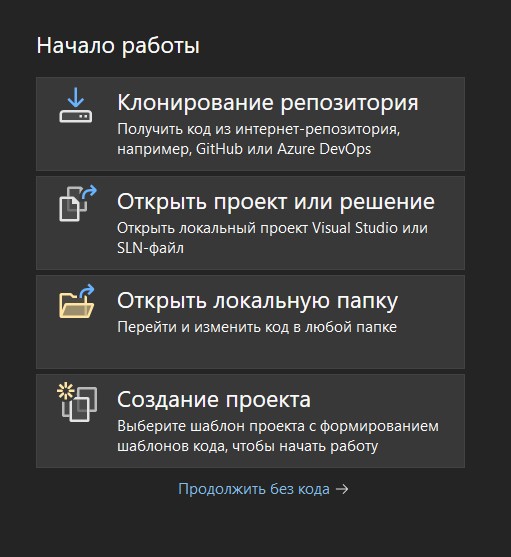 Начало работы
Клонирование репозитория
Получить код из интернет-репозитория,
например, GitHub или Azure DevOps
Открыть проект или решение
Открыть локальный проект Visual Studio или
SLN-файл
Открыть локальную папку
Перейти и изменить код в любой папке
Создание проекта
Выберите шаблон проекта с формированием
шаблонов кода, чтобы начать работу
Продолжить без кода →